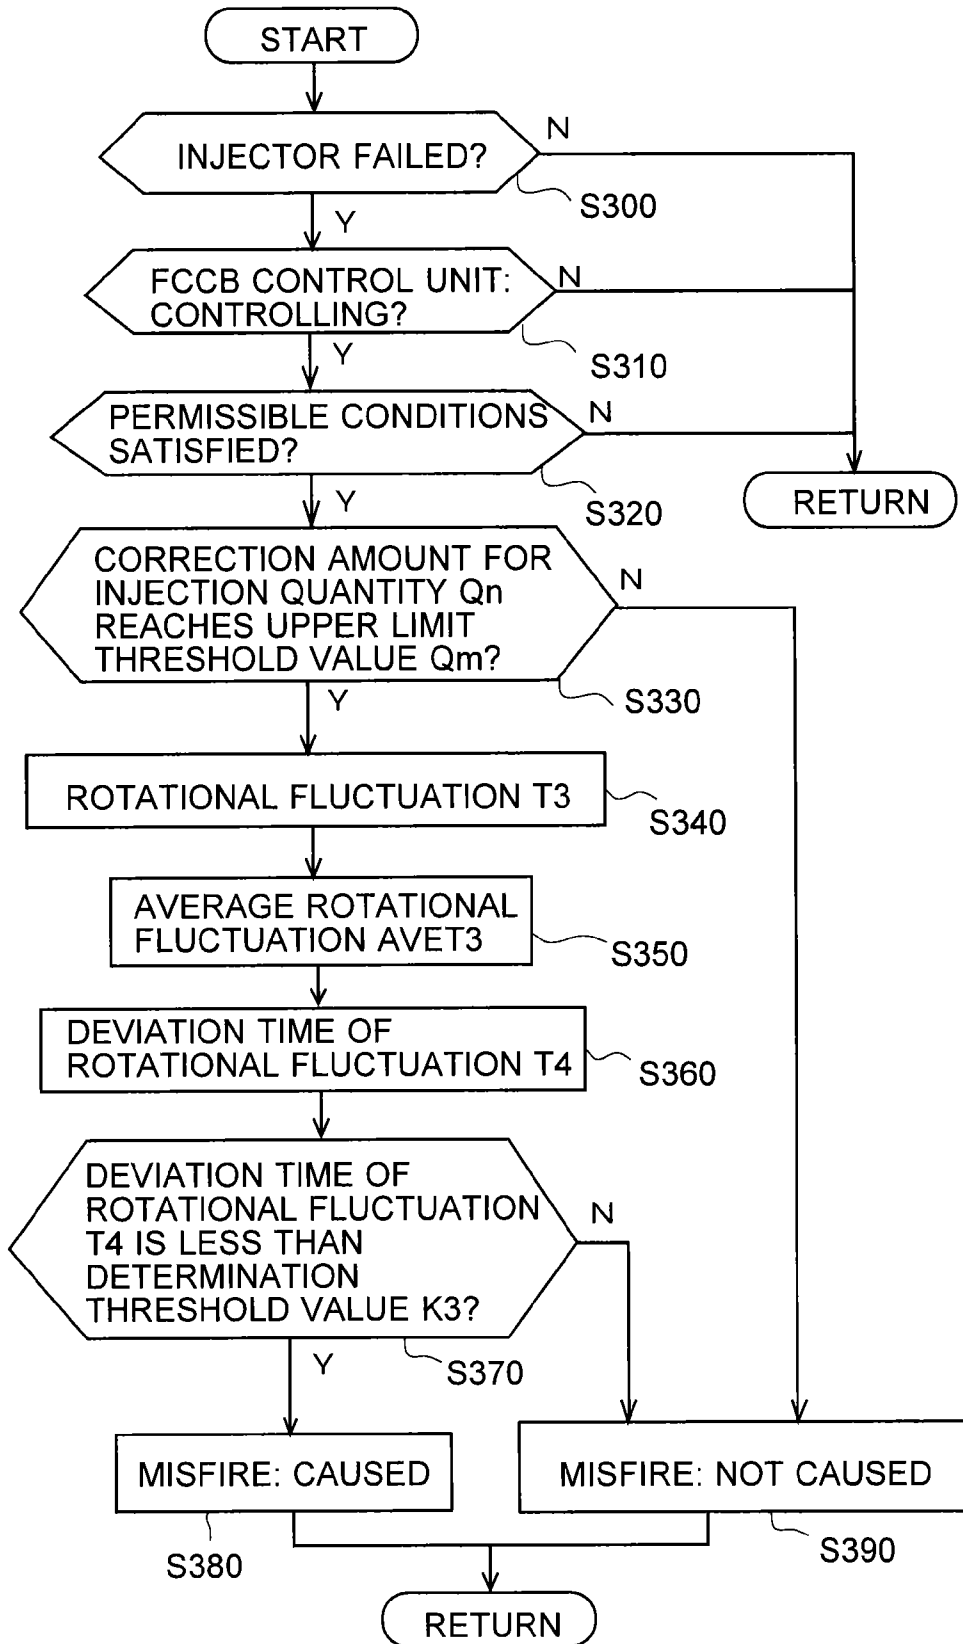 START
INJECTOR FAILED?
N
S300
Y
FCCB CONTROL UNIT:
CONTROLLING?
N
S310
Y
PERMISSIBLE CONDITIONS
SATISFIED?
N
S320
RETURN
Y
CORRECTION AMOUNT FOR
INJECTION QUANTITY Qn
REACHES UPPER LIMIT
THRESHOLD VALUE Qm?
N
S330
Y
ROTATIONAL FLUCTUATION T3
S340
AVERAGE ROTATIONAL
FLUCTUATION AVET3
S350
DEVIATION TIME OF
ROTATIONAL FLUCTUATION T4
S360
DEVIATION TIME OF
ROTATIONAL FLUCTUATION
T4 IS LESS THAN
DETERMINATION
THRESHOLD VALUE K3?
N
S370
Y
MISFIRE: CAUSED
S380
MISFIRE: NOT CAUSED
S390
RETURN